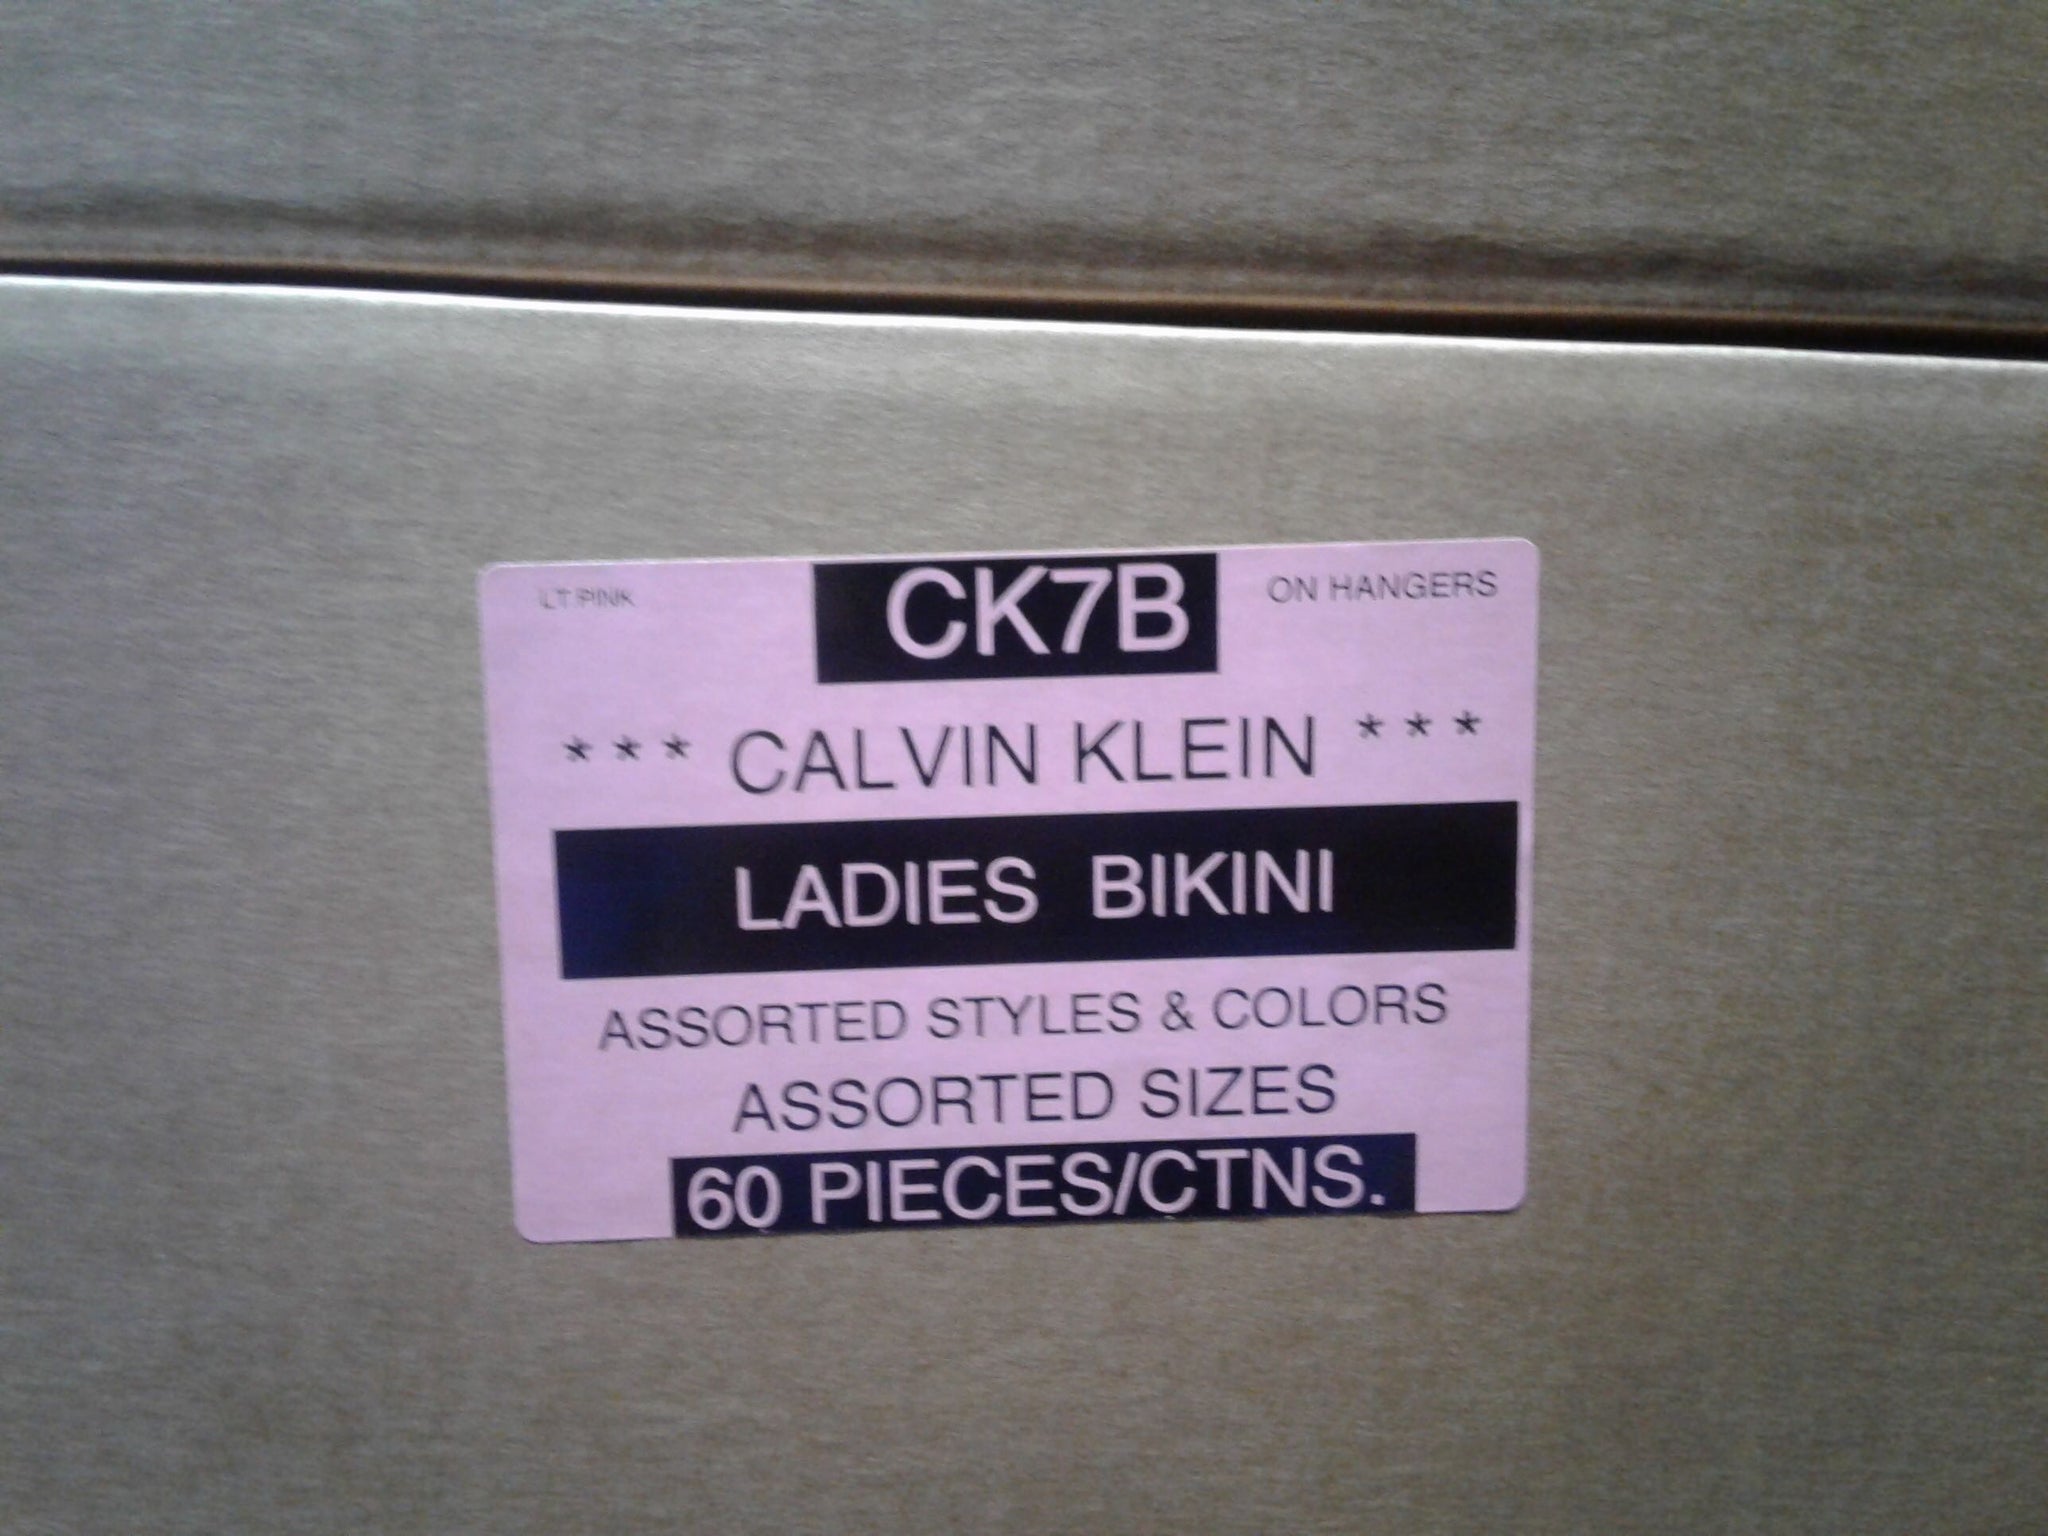 LT PINK CK7B ON HANGERS
*** CALVIN KLEIN ***
LADIES BIKINI
ASSORTED STYLES & COLORS
ASSORTED SIZES
60 PIECES/CTNS.